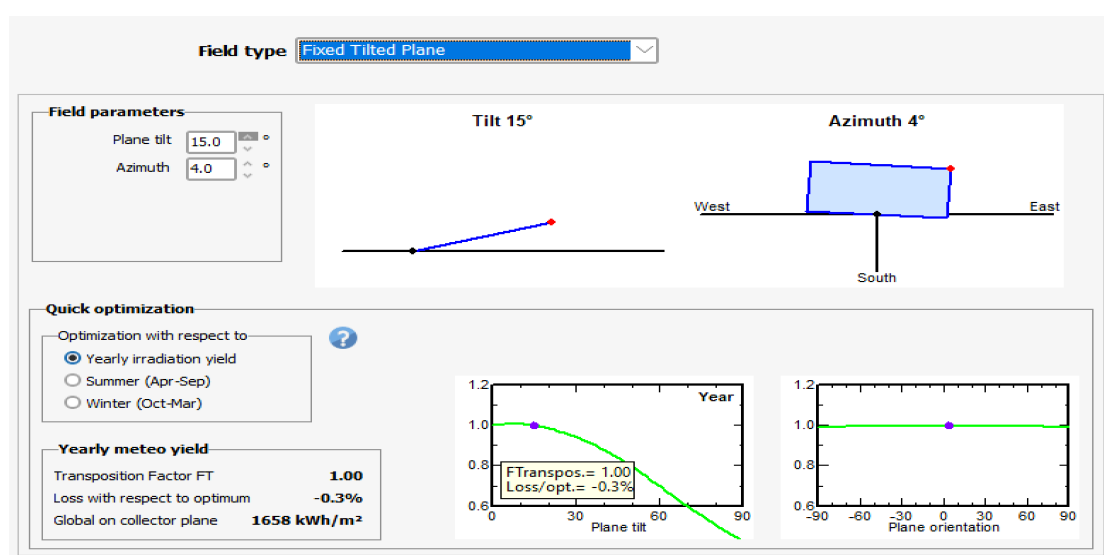 Field type Fixed Tilted Plane
Field parameters
Plane tilt 15.0 °
Azimuth 4.0 °
Tilt 15°
Azimuth 4°
West
East
South
Quick optimization
Optimization with respect to
Yearly irradiation yield
Summer (Apr-Sep)
Winter (Oct-Mar)
?
Yearly meteo yield
Transposition Factor FT 1.00
Loss with respect to optimum -0.3%
Global on collector plane 1658 kWh/m²
1.2
1.0
0.8
0.6
Year
FTranspos.= 1.00
Loss/opt.= -0.3%
0 30 60 90
Plane tilt
1.2
1.0
0.8
0.6
-90 -60 -30 0 30 60 90
Plane orientation